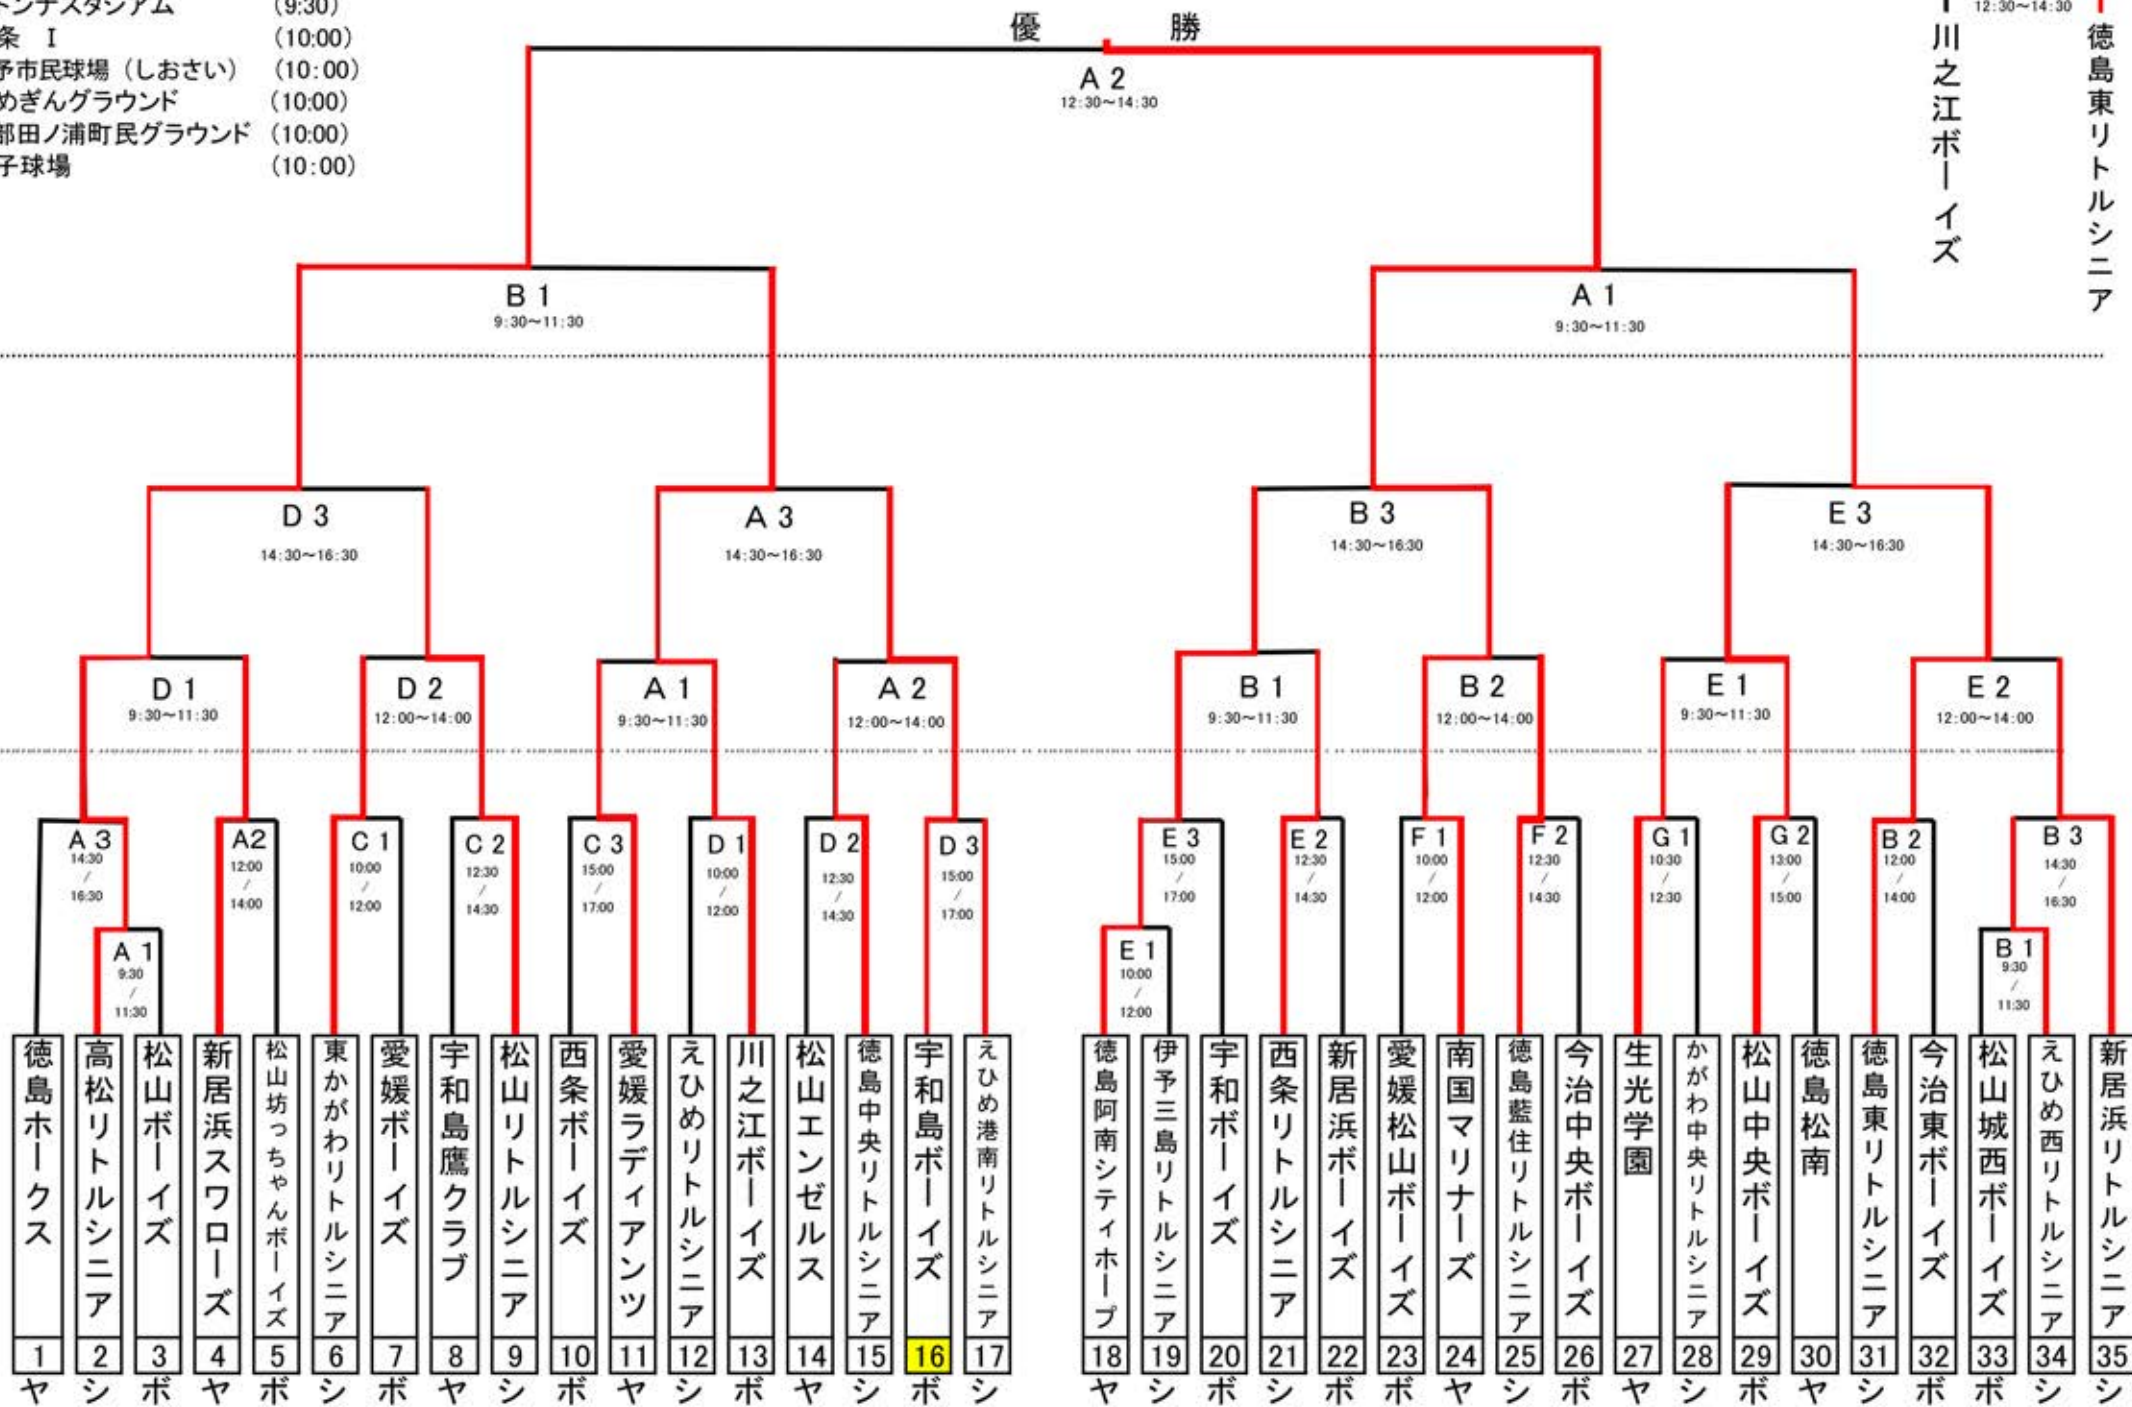 トンナスタジアム (9:30)
条 I (10:00)
予市民球場（しおさい） (10:00)
めぎんグラウンド (10:00)
部田ノ浦町民グラウンド (10:00)
子球場 (10:00)
優 勝
A 2
12:30～14:30
12:30～14:30
川之江ボーイズ
徳島東リトルシニア
B 1
9:30～11:30
A 1
9:30～11:30
D 3
14:30～16:30
A 3
14:30～16:30
B 3
14:30～16:30
E 3
14:30～16:30
D 1
9:30～11:30
D 2
12:00～14:00
A 1
9:30～11:30
A 2
12:00～14:00
B 1
9:30～11:30
B 2
12:00～14:00
E 1
9:30～11:30
E 2
12:00～14:00
A 3
14:30
/
16:30
A2
12:00
/
14:00
C 1
10:00
/
12:00
C 2
12:30
/
14:30
C 3
15:00
/
17:00
D 1
10:00
/
12:00
D 2
12:30
/
14:30
D 3
15:00
/
17:00
E 3
15:00
/
17:00
E 2
12:30
/
14:30
F 1
10:00
/
12:00
F 2
12:30
/
14:30
G 1
10:30
/
12:30
G 2
13:00
/
15:00
B 2
12:00
/
14:00
B 3
14:30
/
16:30
A 1
9:30
/
11:30
E 1
10:00
/
12:00
B 1
9:30
/
11:30
徳島ホークス
高松リトルシニア
松山ボーイズ
新居浜スワローズ
松山坊っちゃんボーイズ
東かがわリトルシニア
愛媛ボーイズ
宇和島鷹クラブ
松山リトルシニア
西条ボーイズ
愛媛ラディアンツ
えひめリトルシニア
川之江ボーイズ
松山エンゼルス
徳島中央リトルシニア
宇和島ボーイズ
えひめ港南リトルシニア
徳島阿南シティホープ
伊予三島リトルシニア
宇和ボーイズ
西条リトルシニア
新居浜ボーイズ
愛媛松山ボーイズ
南国マリナーズ
徳島藍住リトルシニア
今治中央ボーイズ
生光学園
かがわ中央リトルシニア
松山中央ボーイズ
徳島松南
徳島東リトルシニア
今治東ボーイズ
松山城西ボーイズ
えひめ西リトルシニア
新居浜リトルシニア
1 2 3 4 5 6 7 8 9 10 11 12 13 14 15 16 17 18 19 20 21 22 23 24 25 26 27 28 29 30 31 32 33 34 35
ヤ シ ボ ヤ ボ シ ボ ヤ シ ボ ヤ シ ボ ヤ シ ボ シ ヤ シ ボ シ ボ ボ ヤ シ ボ ヤ シ ボ ヤ シ ボ ボ シ シ